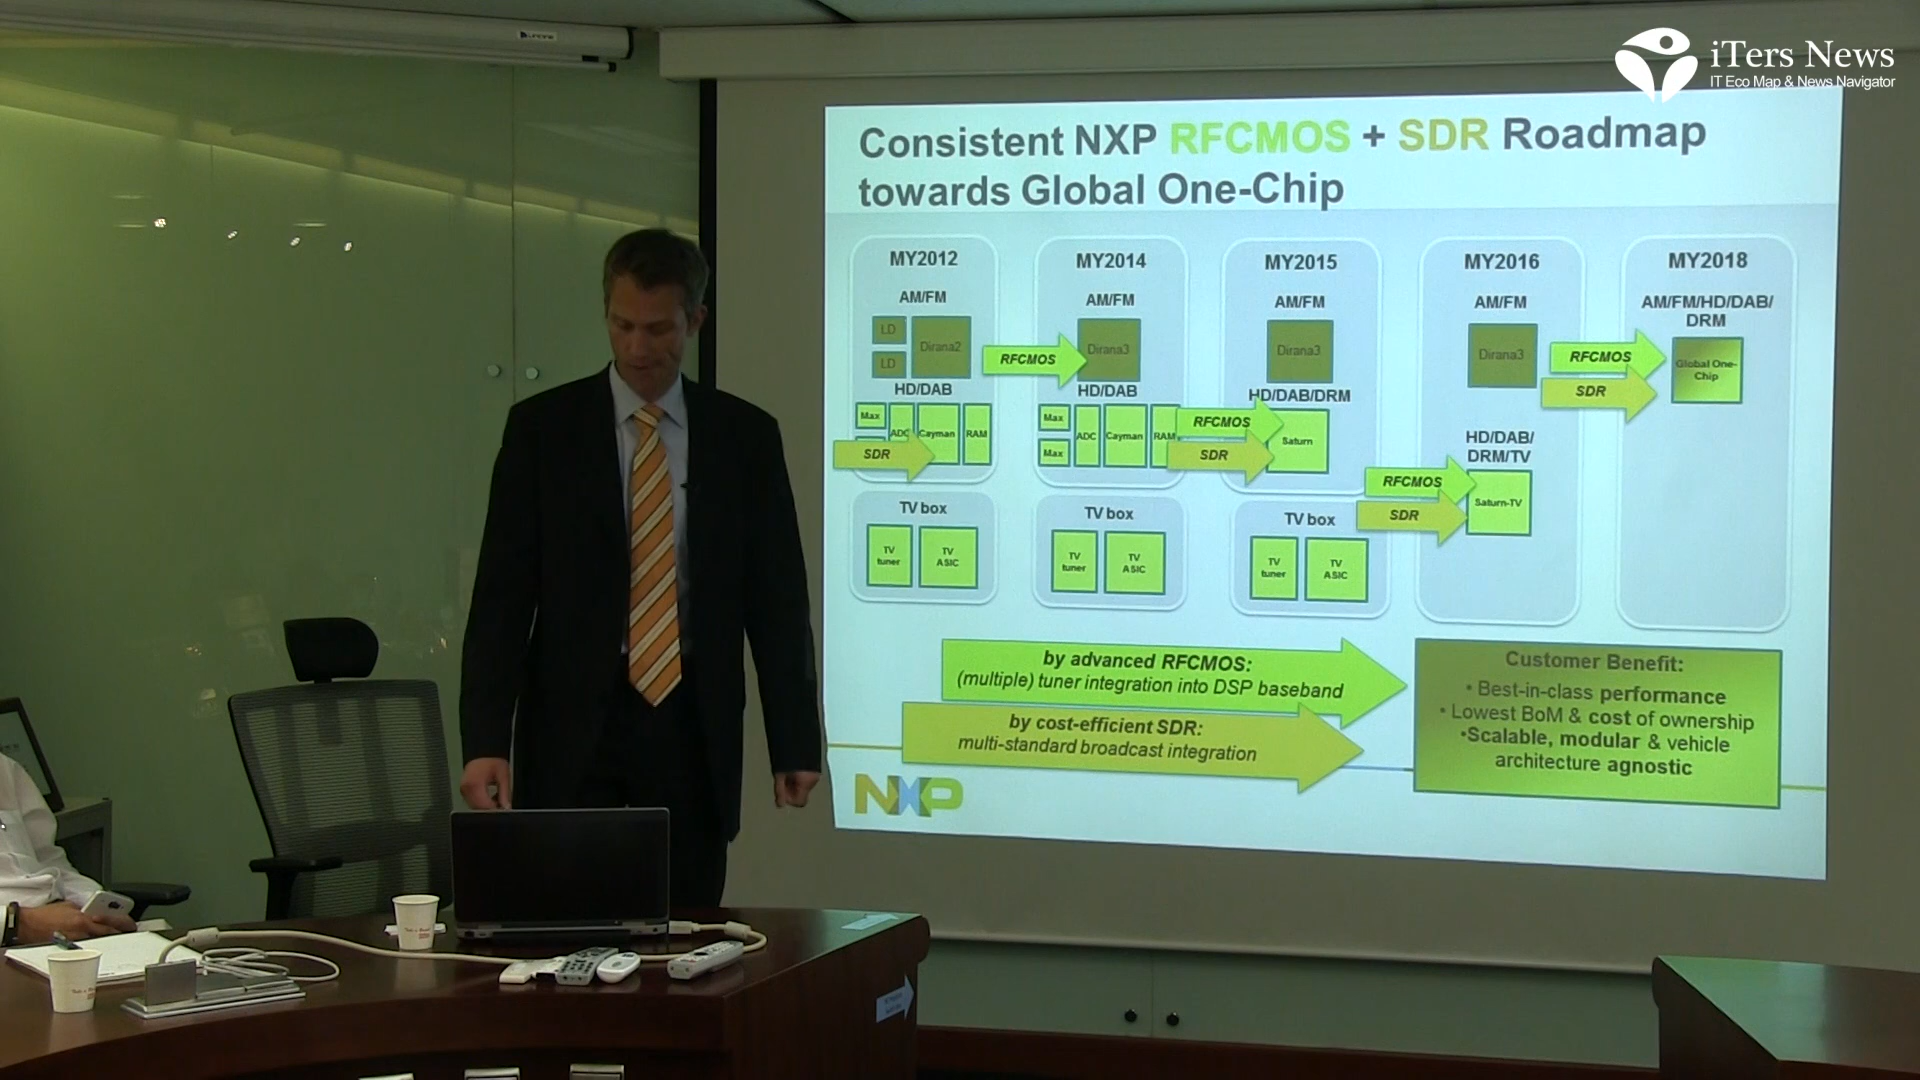 iTers News
IT Eco Map & News Navigator
Consistent NXP RFCMOS + SDR Roadmap
towards Global One-Chip
MY2012
AM/FM
LD
LD
Dirana2
HD/DAB
Max
ADC
Cayman
RAM
SDR
TV box
TV
tuner
TV
ASIC
RFCMOS
MY2014
AM/FM
Dirana3
HD/DAB
Max
Max
ADC
Cayman
RAM
RFCMOS
SDR
TV box
TV
tuner
TV
ASIC
MY2015
AM/FM
Dirana3
HD/DAB/DRM
Saturn
TV box
TV
tuner
TV
ASIC
RFCMOS
SDR
MY2016
AM/FM
Dirana3
HD/DAB/
DRM/TV
Saturn-TV
RFCMOS
SDR
MY2018
AM/FM/HD/DAB/
DRM
Global One-
Chip
by advanced RFCMOS:
(multiple) tuner integration into DSP baseband
by cost-efficient SDR:
multi-standard broadcast integration
Customer Benefit:
• Best-in-class performance
• Lowest BoM & cost of ownership
•Scalable, modular & vehicle
architecture agnostic
NXP